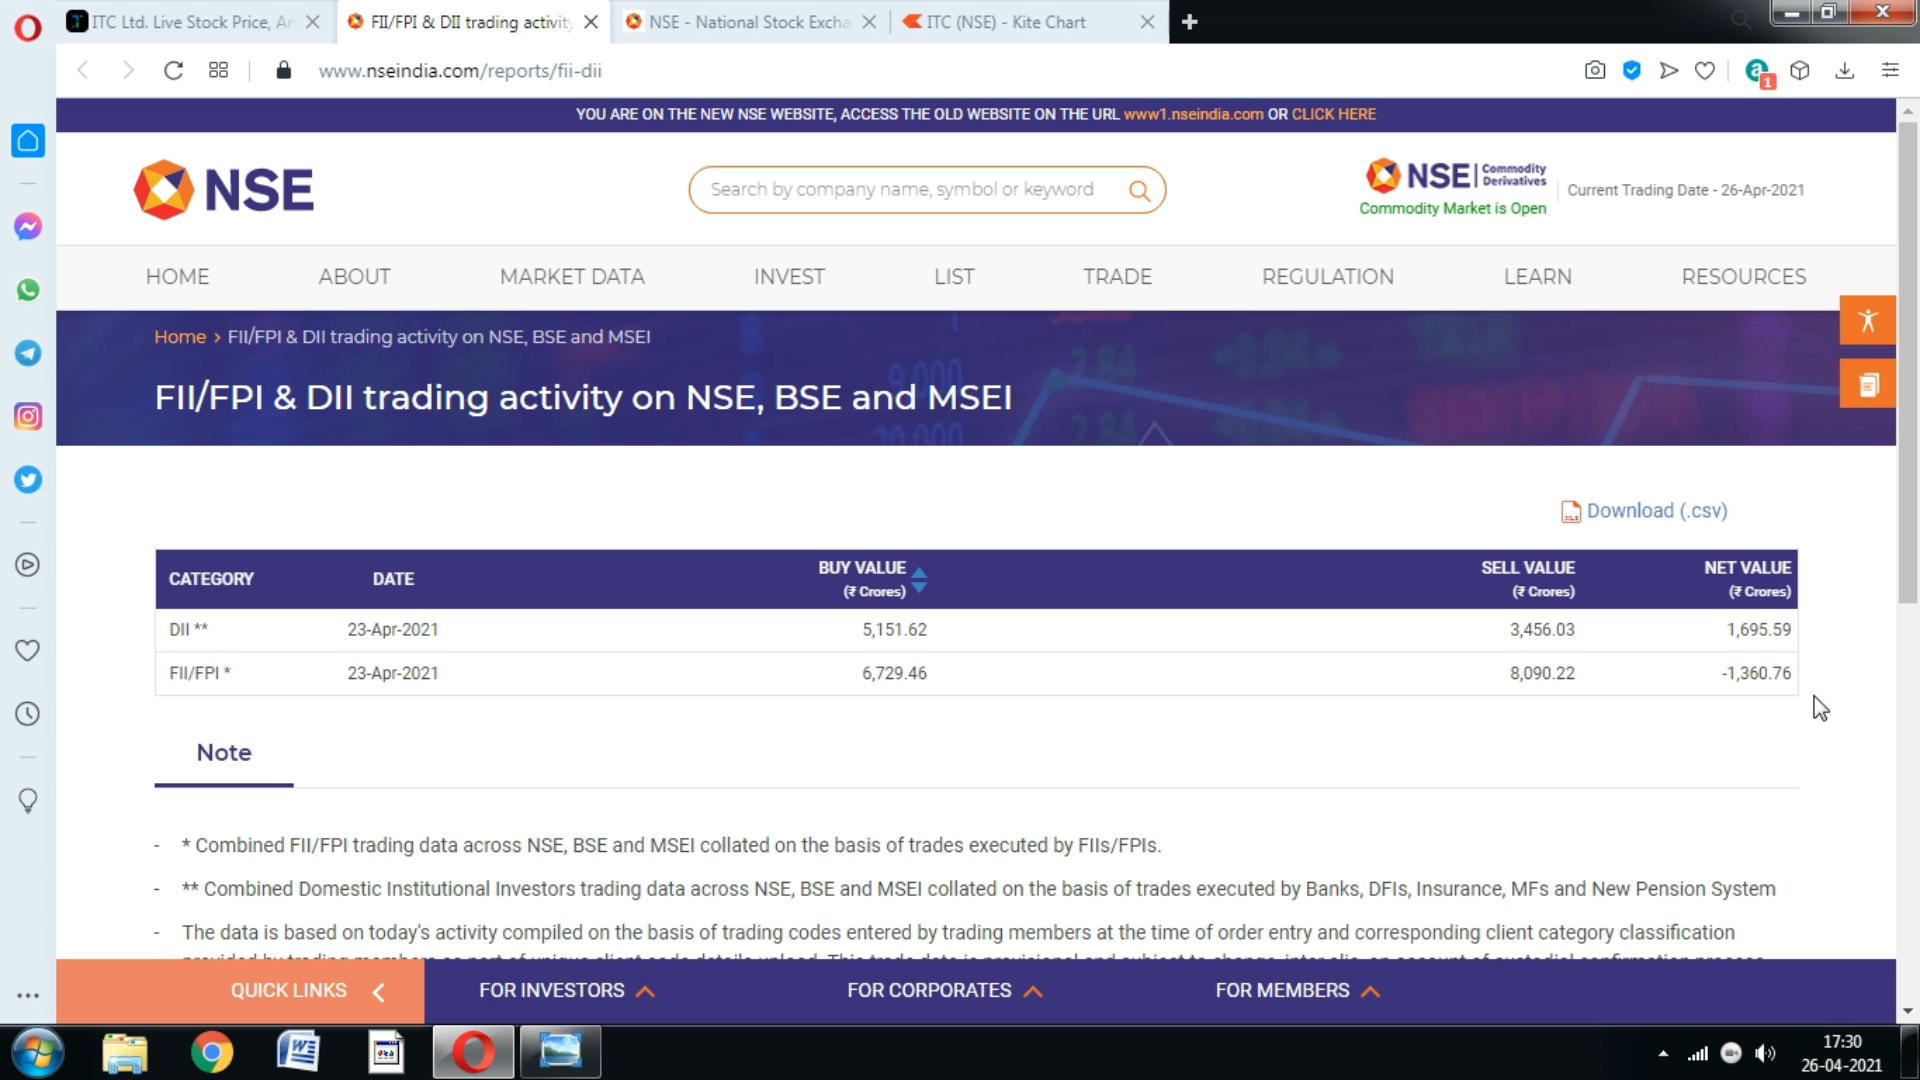 ITC Ltd. Live Stock Price, An
FII/FPI & DII trading activity
NSE - National Stock Excha
ITC (NSE) - Kite Chart
www.nseindia.com/reports/fii-dii
1
YOU ARE ON THE NEW NSE WEBSITE, ACCESS THE OLD WEBSITE ON THE URL www1.nseindia.com OR CLICK HERE
NSE
Search by company name, symbol or keyword
NSE Commodity Derivatives
Commodity Market is Open
Current Trading Date - 26-Apr-2021
HOME ABOUT MARKET DATA INVEST LIST TRADE REGULATION LEARN RESOURCES
Home > FII/FPI & DII trading activity on NSE, BSE and MSEI
FII/FPI & DII trading activity on NSE, BSE and MSEI
Download (.csv)
CATEGORY DATE BUY VALUE (₹ Crores) SELL VALUE (₹ Crores) NET VALUE (₹ Crores)
DII ** 23-Apr-2021 5,151.62 3,456.03 1,695.59
FII/FPI * 23-Apr-2021 6,729.46 8,090.22 -1,360.76
Note
- * Combined FII/FPI trading data across NSE, BSE and MSEI collated on the basis of trades executed by FIIs/FPIs.
- ** Combined Domestic Institutional Investors trading data across NSE, BSE and MSEI collated on the basis of trades executed by Banks, DFIs, Insurance, MFs and New Pension System
- The data is based on today's activity compiled on the basis of trading codes entered by trading members at the time of order entry and corresponding client category classification
QUICK LINKS FOR INVESTORS FOR CORPORATES FOR MEMBERS
17:30
26-04-2021